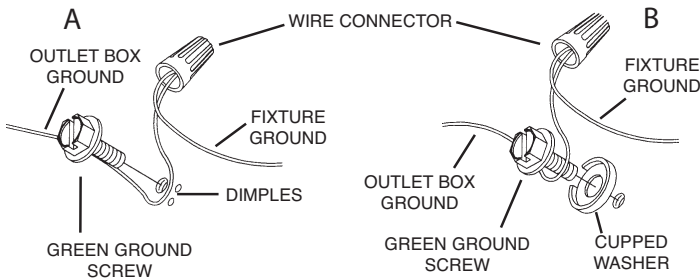 A
WIRE CONNECTOR
B
OUTLET BOX
GROUND
FIXTURE
GROUND
DIMPLES
GREEN GROUND
SCREW
FIXTURE
GROUND
OUTLET BOX
GROUND
GREEN GROUND
SCREW
CUPPED
WASHER